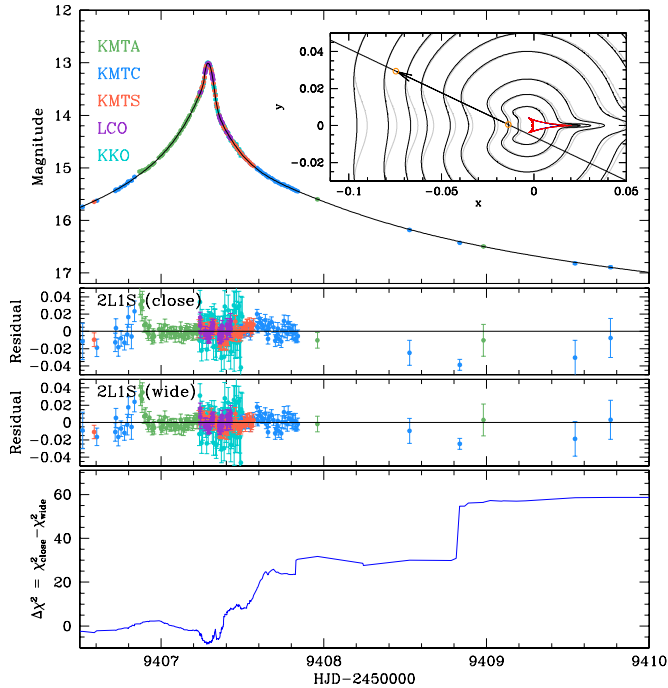 12
13
14
15
16
17
Magnitude
KMTA
KMTC
KMTS
LCO
KKO
0.04
0.02
0
−0.02
y
−0.1
−0.05
0
0.05
x
0.04
0.02
0
−0.02
−0.04
Residual
2L1S (close)
0.04
0.02
0
−0.02
−0.04
Residual
2L1S (wide)
60
40
20
0
Δχ² = χ²close−χ²wide
9407
9408
9409
9410
HJD−2450000